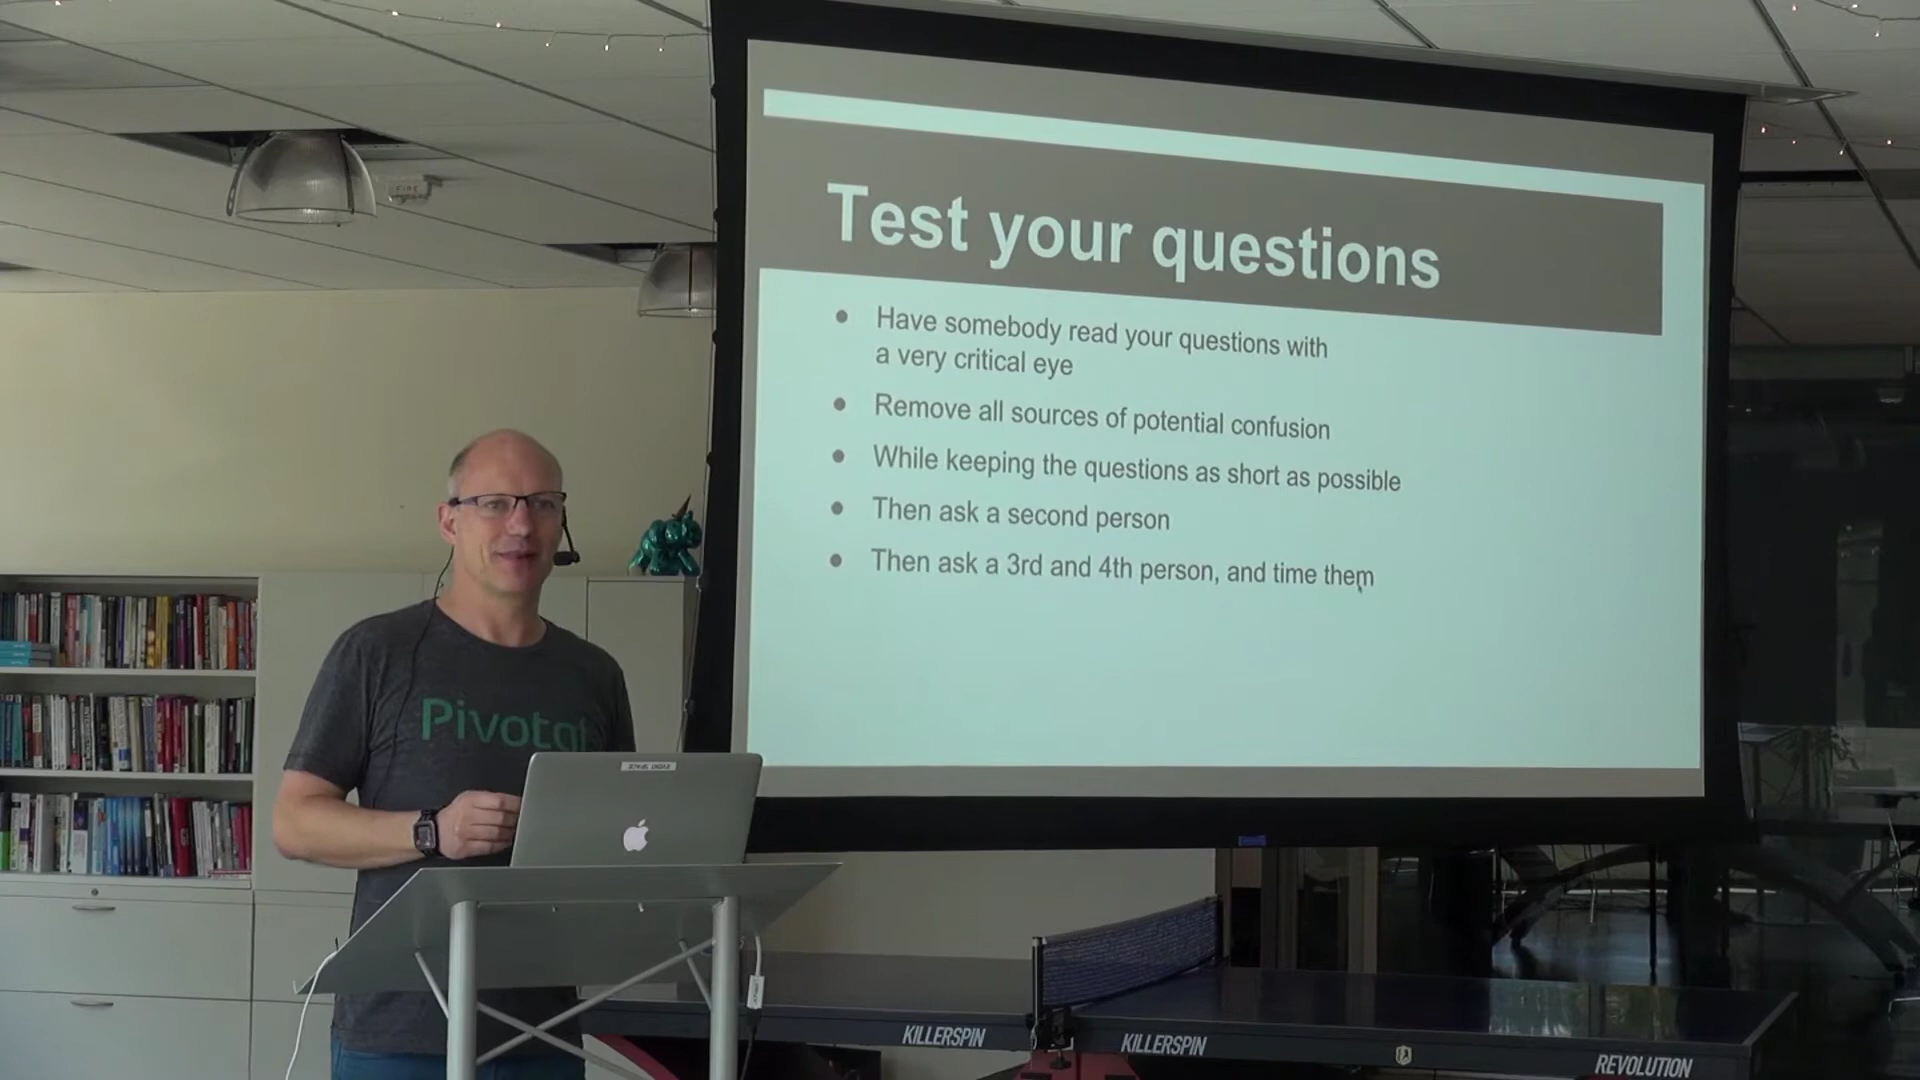 Test your questions
Have somebody read your questions with
a very critical eye
Remove all sources of potential confusion
While keeping the questions as short as possible
Then ask a second person
Then ask a 3rd and 4th person, and time them
FIRE
Pivotal
KILLERSPIN
KILLERSPIN
REVOLUTION